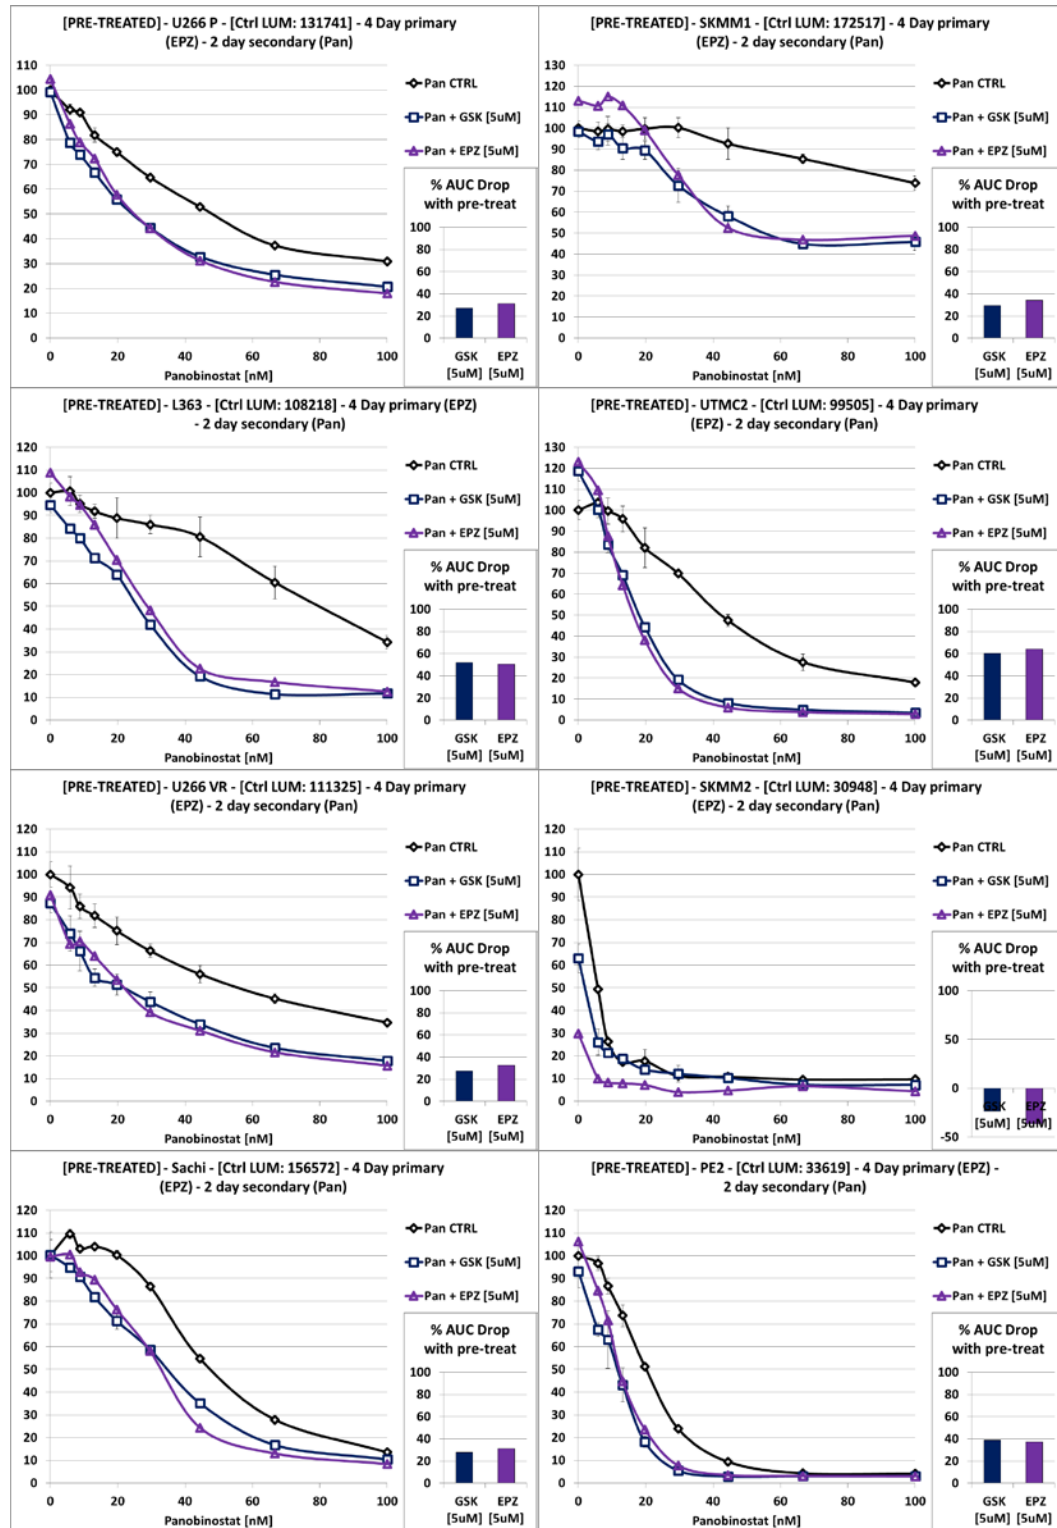 [PRE-TREATED] - U266 P - [Ctrl LUM: 131741] - 4 Day primary
(EPZ) - 2 day secondary (Pan)
110
100
90
80
70
60
50
40
30
20
10
0
0 20 40 60 80 100
Panobinostat [nM]
Pan CTRL
Pan + GSK [5uM]
Pan + EPZ [5uM]
% AUC Drop
with pre-treat
100
80
60
40
20
0
GSK EPZ
[5uM] [5uM]
[PRE-TREATED] - SKMM1 - [Ctrl LUM: 172517] - 4 Day primary
(EPZ) - 2 day secondary (Pan)
130
120
110
100
90
80
70
60
50
40
30
20
10
0
0 20 40 60 80 100
Panobinostat [nM]
Pan CTRL
Pan + GSK [5uM]
Pan + EPZ [5uM]
% AUC Drop
with pre-treat
100
80
60
40
20
0
GSK EPZ
[5uM] [5uM]
[PRE-TREATED] - L363 - [Ctrl LUM: 108218] - 4 Day primary (EPZ)
- 2 day secondary (Pan)
120
110
100
90
80
70
60
50
40
30
20
10
0
0 20 40 60 80 100
Panobinostat [nM]
Pan CTRL
Pan + GSK [5uM]
Pan + EPZ [5uM]
% AUC Drop
with pre-treat
100
80
60
40
20
0
GSK EPZ
[5uM] [5uM]
[PRE-TREATED] - UTMC2 - [Ctrl LUM: 99505] - 4 Day primary
(EPZ) - 2 day secondary (Pan)
130
120
110
100
90
80
70
60
50
40
30
20
10
0
0 20 40 60 80 100
Panobinostat [nM]
Pan CTRL
Pan + GSK [5uM]
Pan + EPZ [5uM]
% AUC Drop
with pre-treat
100
80
60
40
20
0
GSK EPZ
[5uM] [5uM]
[PRE-TREATED] - U266 VR - [Ctrl LUM: 111325] - 4 Day primary
(EPZ) - 2 day secondary (Pan)
120
110
100
90
80
70
60
50
40
30
20
10
0
0 20 40 60 80 100
Panobinostat [nM]
Pan CTRL
Pan + GSK [5uM]
Pan + EPZ [5uM]
% AUC Drop
with pre-treat
100
80
60
40
20
0
GSK EPZ
[5uM] [5uM]
[PRE-TREATED] - SKMM2 - [Ctrl LUM: 30948] - 4 Day primary
(EPZ) - 2 day secondary (Pan)
120
110
100
90
80
70
60
50
40
30
20
10
0
0 20 40 60 80 100
Panobinostat [nM]
Pan CTRL
Pan + GSK [5uM]
Pan + EPZ [5uM]
% AUC Drop
with pre-treat
100
50
0
-50
GSK EPZ
[5uM] [5uM]
[PRE-TREATED] - Sachi - [Ctrl LUM: 156572] - 4 Day primary
(EPZ) - 2 day secondary (Pan)
120
110
100
90
80
70
60
50
40
30
20
10
0
0 20 40 60 80 100
Panobinostat [nM]
Pan CTRL
Pan + GSK [5uM]
Pan + EPZ [5uM]
% AUC Drop
with pre-treat
100
80
60
40
20
0
GSK EPZ
[5uM] [5uM]
[PRE-TREATED] - PE2 - [Ctrl LUM: 33619] - 4 Day primary (EPZ) -
2 day secondary (Pan)
120
110
100
90
80
70
60
50
40
30
20
10
0
0 20 40 60 80 100
Panobinostat [nM]
Pan CTRL
Pan + GSK [5uM]
Pan + EPZ [5uM]
% AUC Drop
with pre-treat
100
80
60
40
20
0
GSK EPZ
[5uM] [5uM]